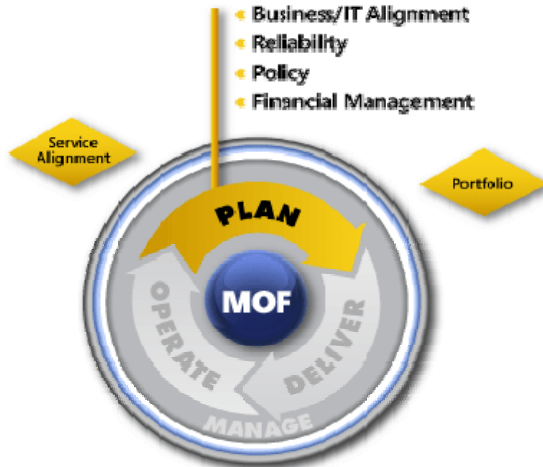 Business/IT Alignment
Reliability
Policy
Financial Management
Service
Alignment
Portfolio
PLAN
MOF
OPERATE
DELIVER
MANAGE